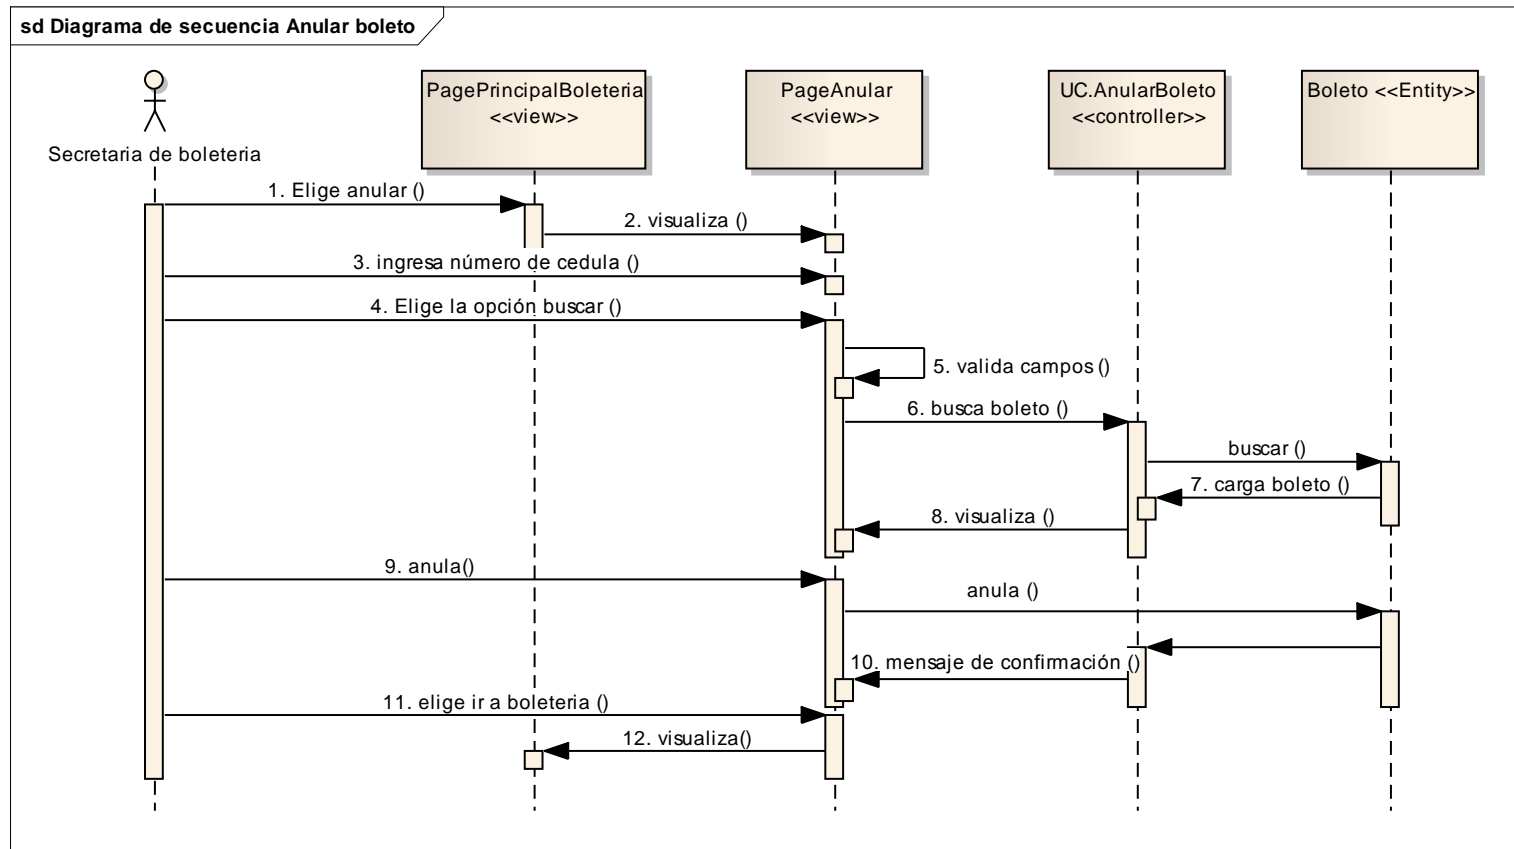 sd Diagrama de secuencia Anular boleto
Secretaria de boleteria
PagePrincipalBoleteria
<<view>>
PageAnular
<<view>>
UC.AnularBoleto
<<controller>>
Boleto <<Entity>>
1. Elige anular ()
2. visualiza ()
3. ingresa número de cedula ()
4. Elige la opción buscar ()
5. valida campos ()
6. busca boleto ()
buscar ()
7. carga boleto ()
8. visualiza ()
9. anula()
anula ()
10. mensaje de confirmación ()
11. elige ir a boleteria ()
12. visualiza()